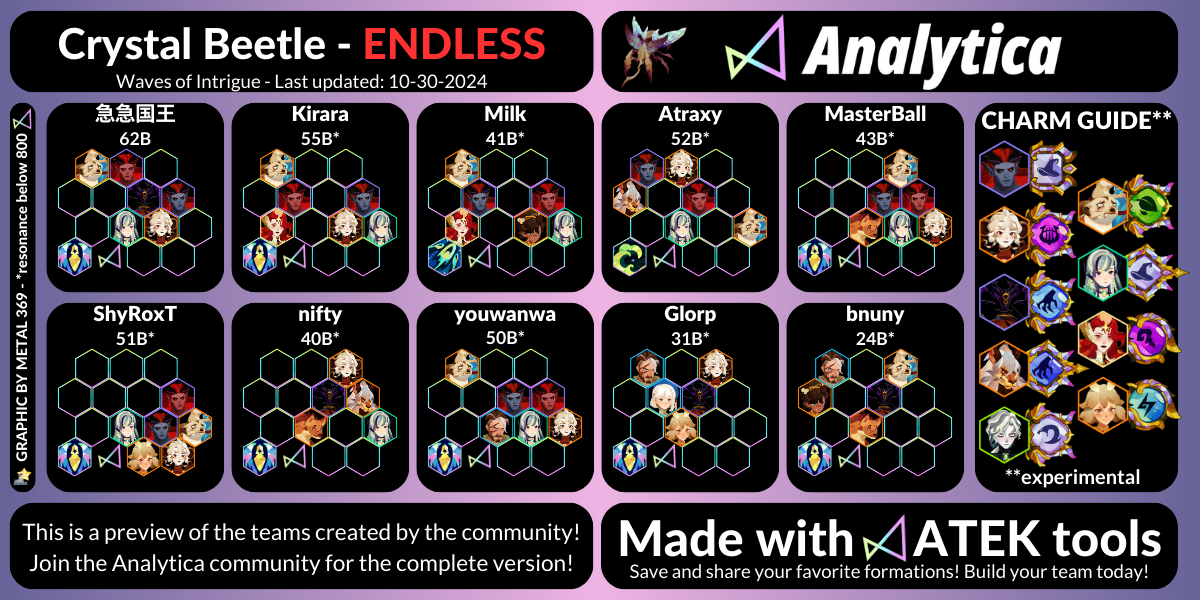 Crystal Beetle - ENDLESS
Waves of Intrigue - Last updated: 10-30-2024
Analytica
GRAPHIC BY METAL 369 - *resonance below 800
急急国王
62B
Kirara
55B*
Milk
41B*
Atraxy
52B*
MasterBall
43B*
ShyRoxT
51B*
nifty
40B*
youwanwa
50B*
Glorp
31B*
bnuny
24B*
CHARM GUIDE**
**experimental
This is a preview of the teams created by the community!
Join the Analytica community for the complete version!
Made with ATEK tools
Save and share your favorite formations! Build your team today!